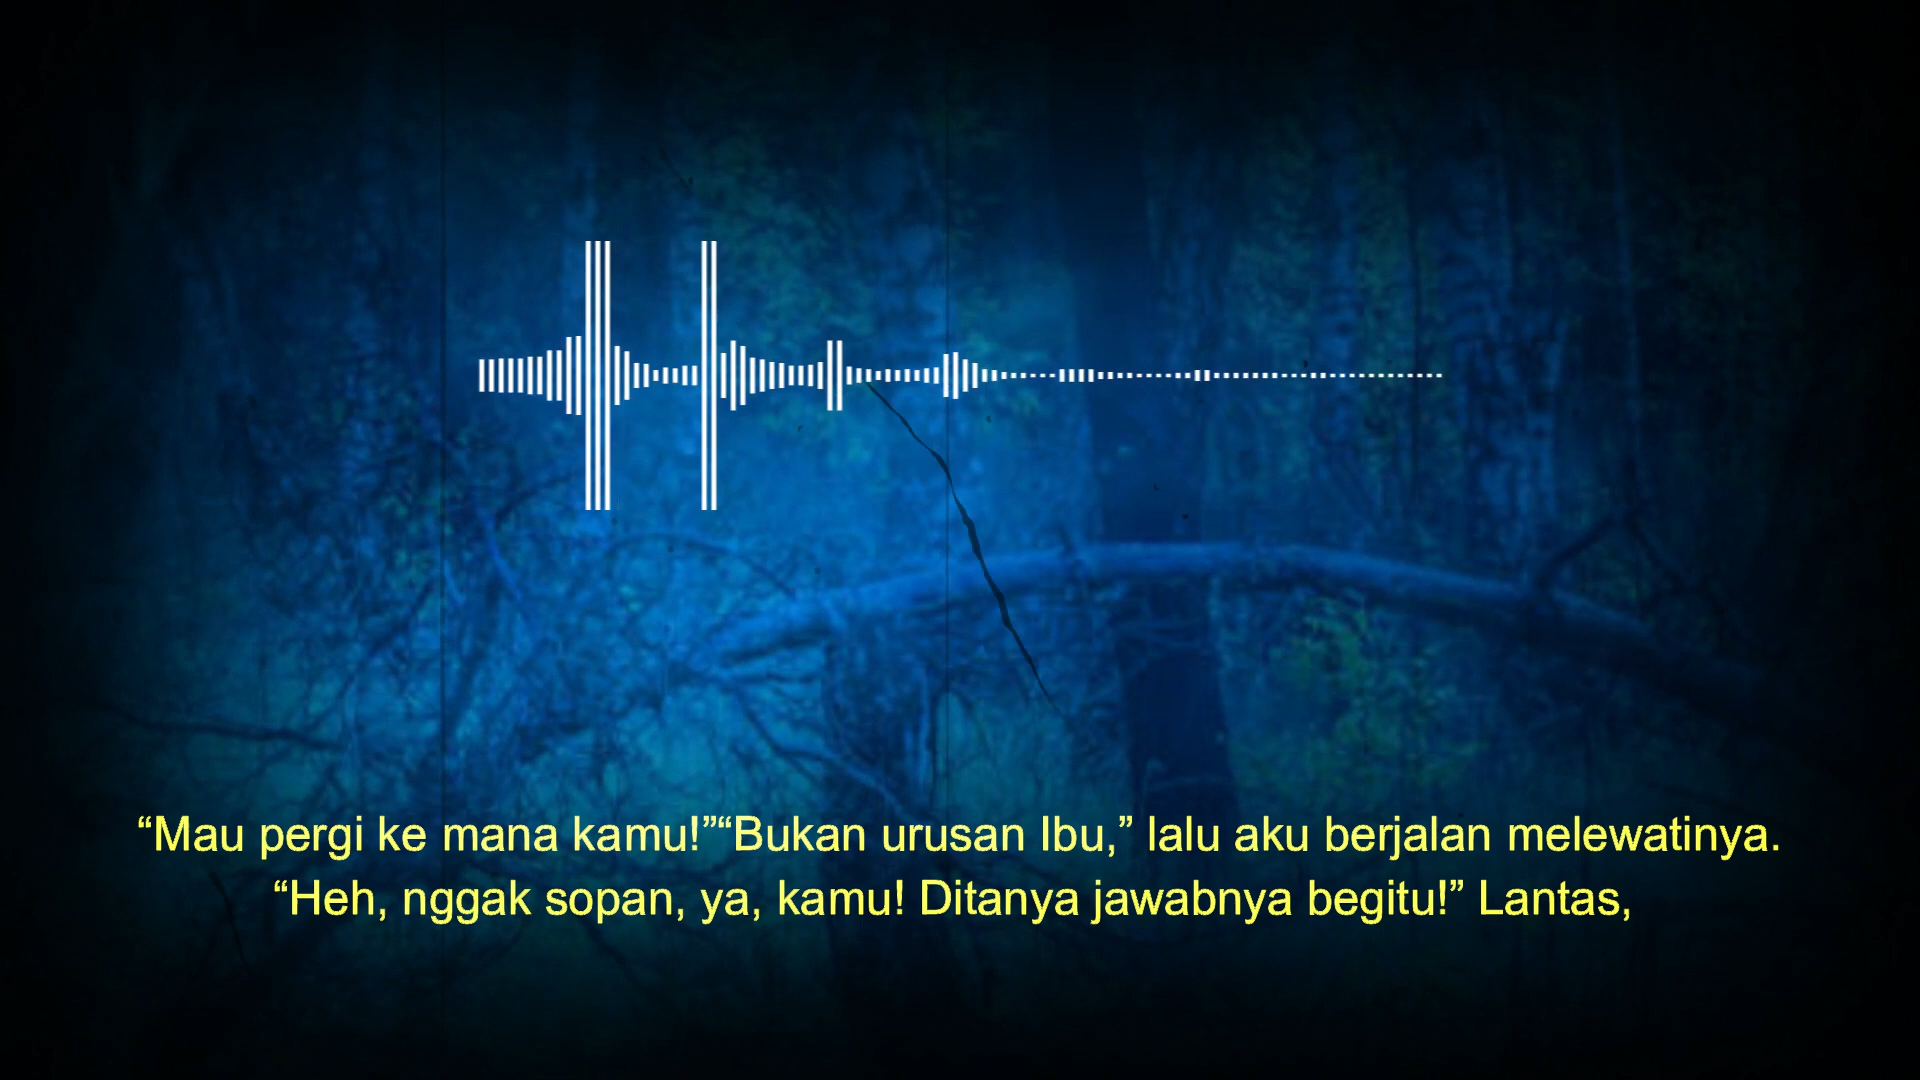 “Mau pergi ke mana kamu!”“Bukan urusan Ibu,” lalu aku berjalan melewatinya.
“Heh, nggak sopan, ya, kamu! Ditanya jawabnya begitu!” Lantas,